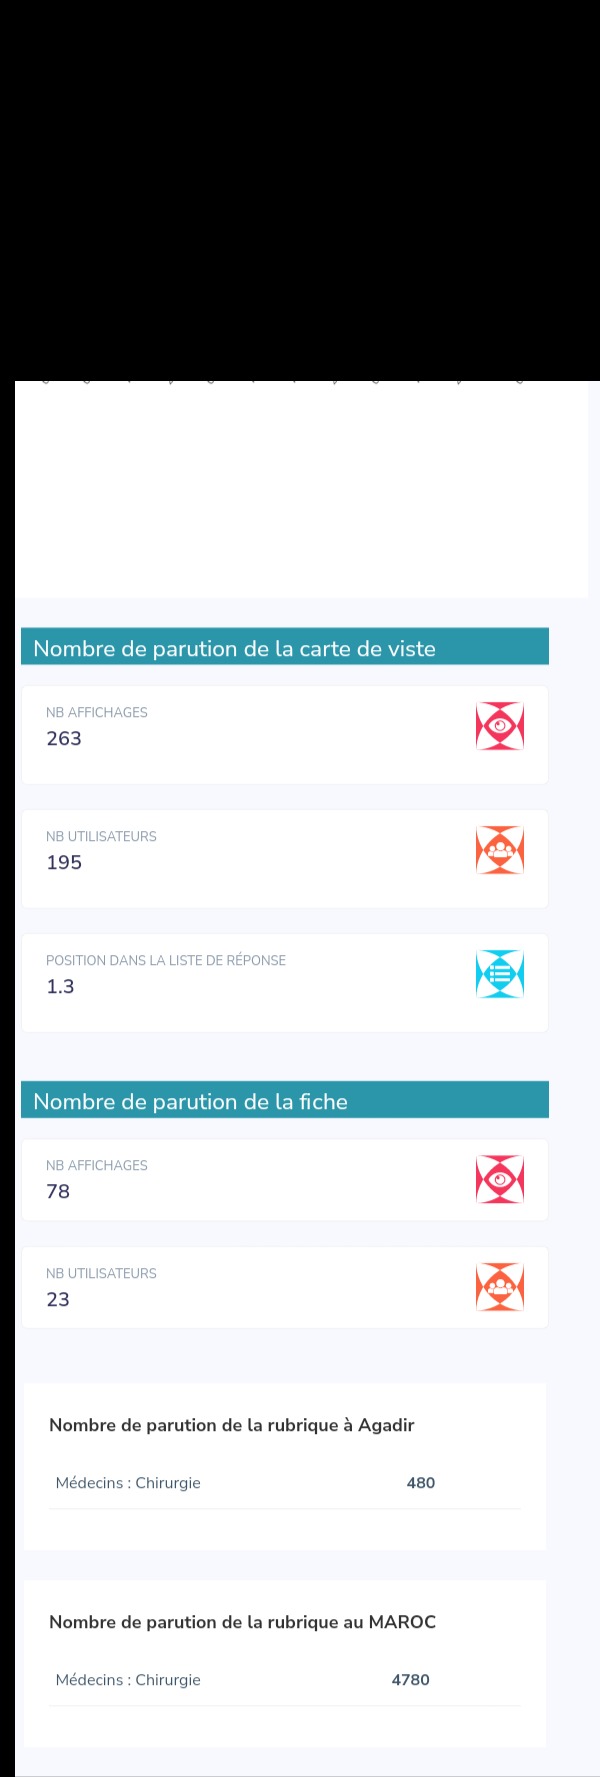 Nombre de parution de la carte de viste
NB AFFICHAGES
263
NB UTILISATEURS
195
POSITION DANS LA LISTE DE RÉPONSE
1.3
Nombre de parution de la fiche
NB AFFICHAGES
78
NB UTILISATEURS
23
Nombre de parution de la rubrique à Agadir
Médecins : Chirurgie 480
Nombre de parution de la rubrique au MAROC
Médecins : Chirurgie 4780